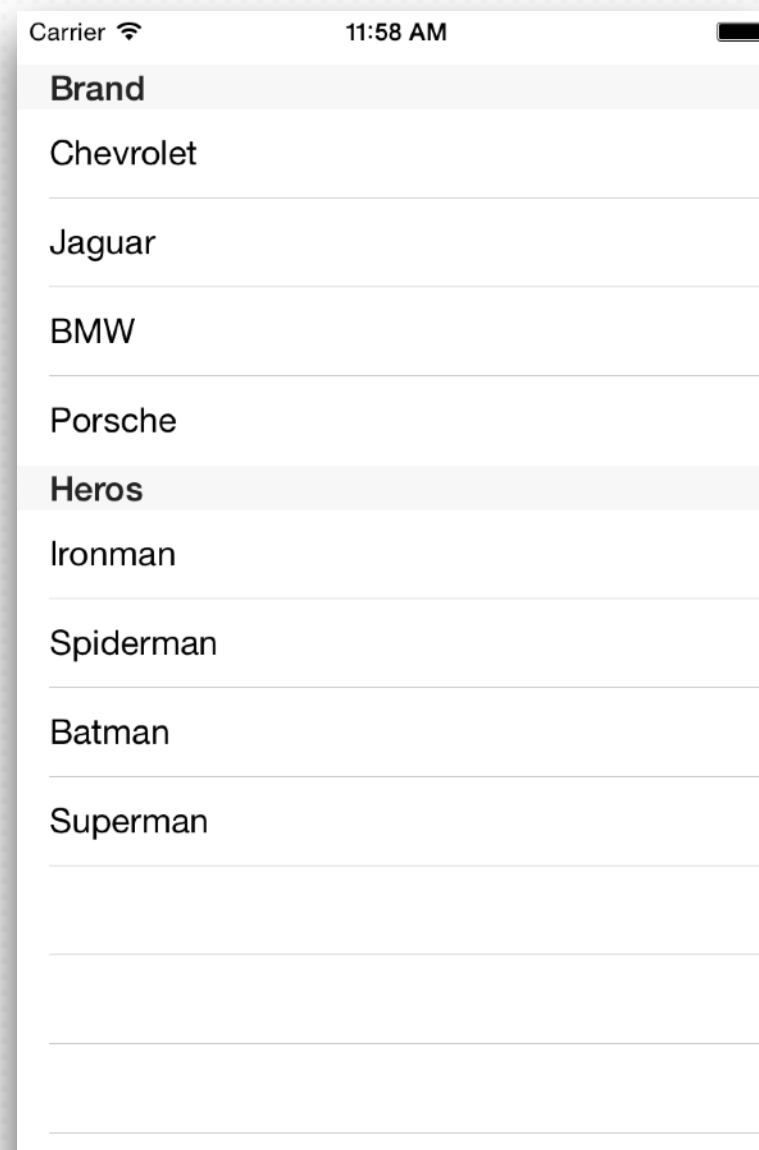 Carrier 11:58 AM
Brand
Chevrolet
Jaguar
BMW
Porsche
Heros
Ironman
Spiderman
Batman
Superman